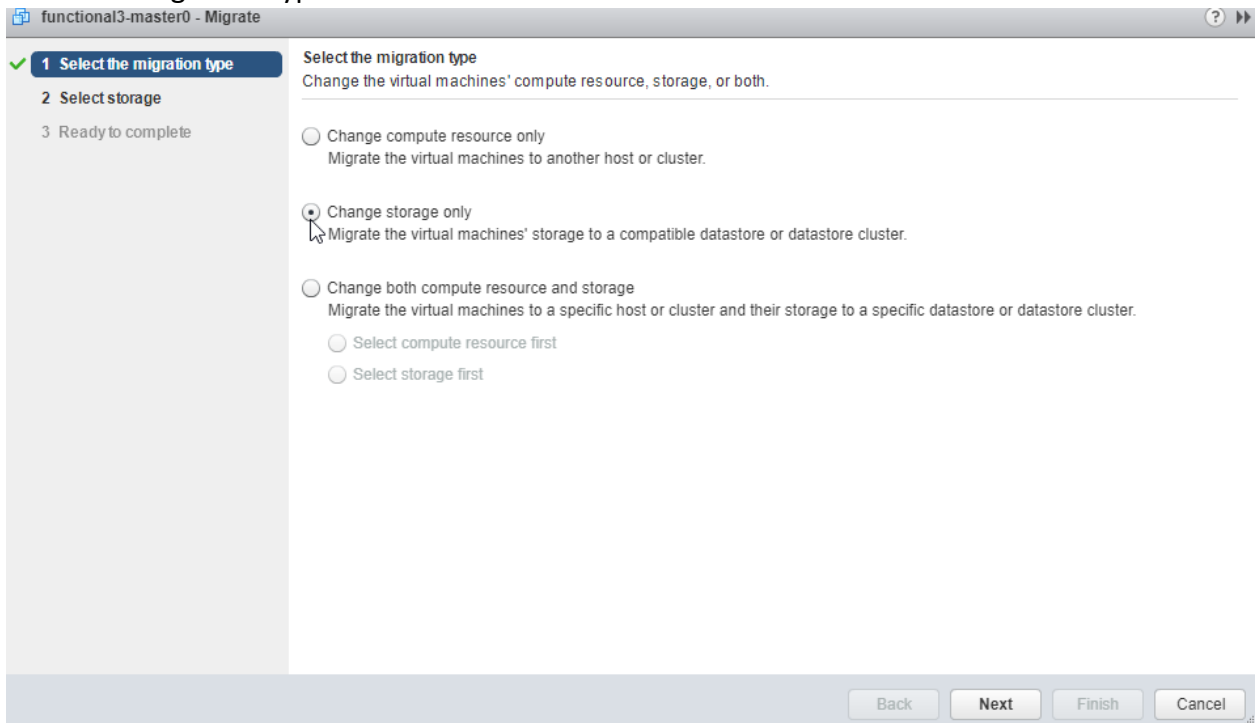 functional3-master0 - Migrate
1 Select the migration type
2 Select storage
3 Ready to complete
Select the migration type
Change the virtual machines' compute resource, storage, or both.
Change compute resource only
Migrate the virtual machines to another host or cluster.
Change storage only
Migrate the virtual machines' storage to a compatible datastore or datastore cluster.
Change both compute resource and storage
Migrate the virtual machines to a specific host or cluster and their storage to a specific datastore or datastore cluster.
Select compute resource first
Select storage first
Back Next Finish Cancel